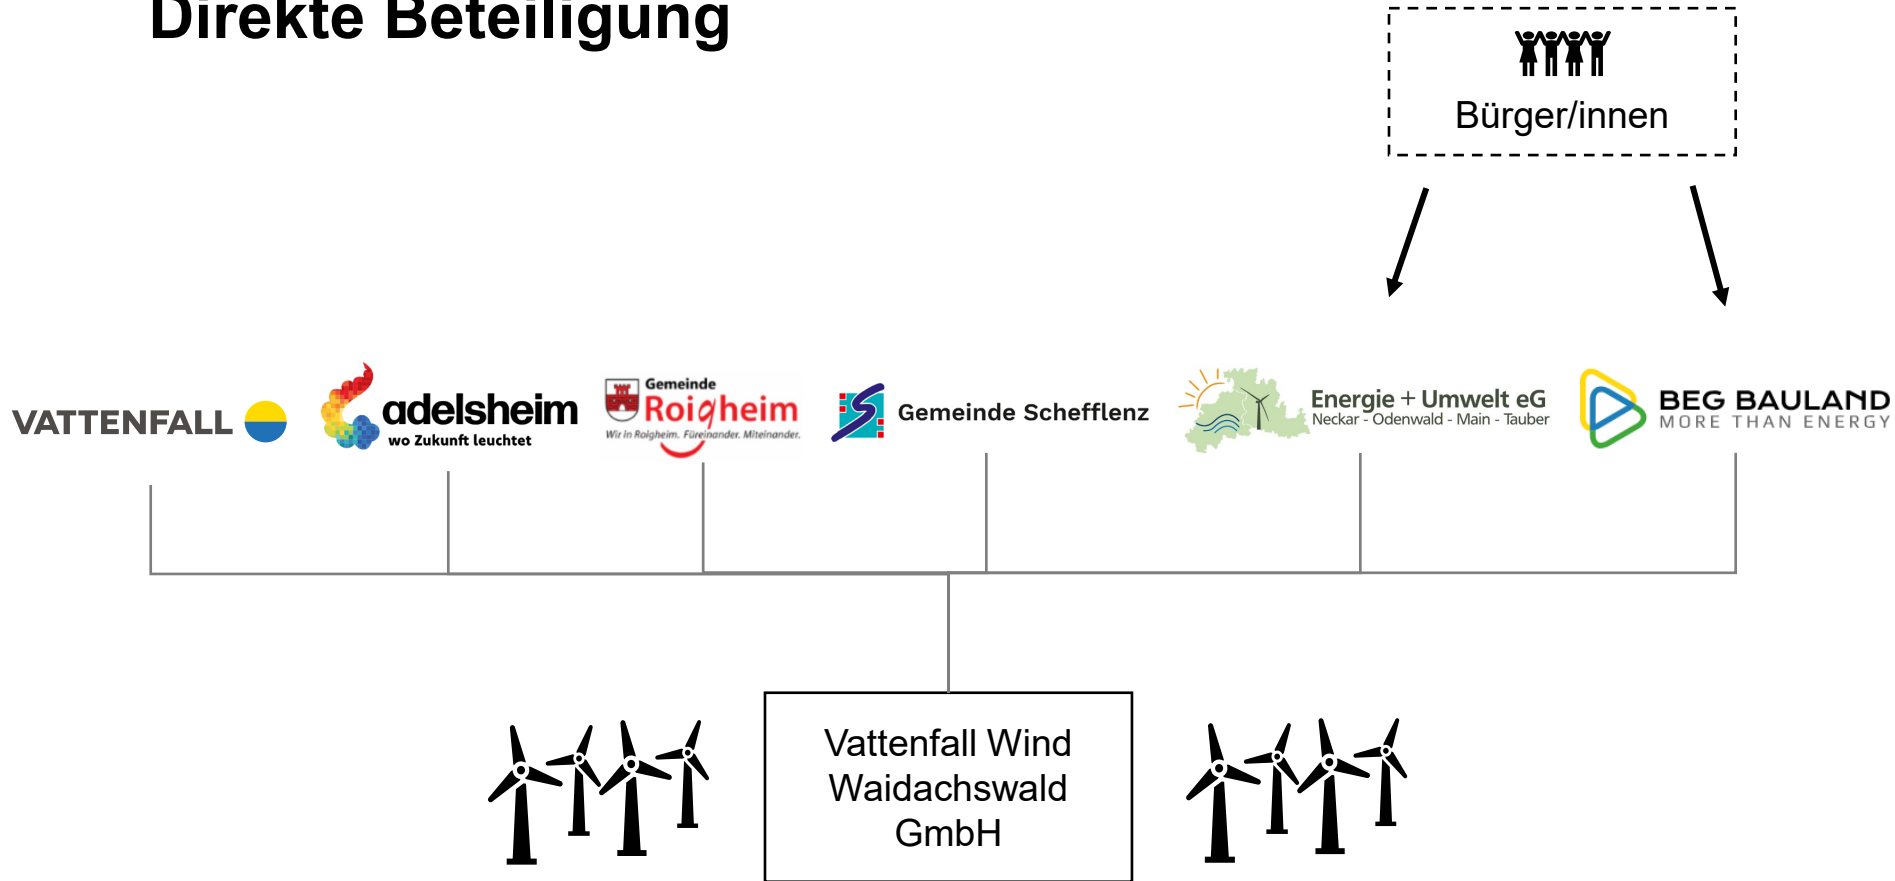 Direkte Beteiligung
Bürger/innen
VATTENFALL
adelsheim
wo Zukunft leuchtet
Gemeinde
Roigheim
Wir in Roigheim. Füreinander. Miteinander.
Gemeinde Schefflenz
Energie + Umwelt eG
Neckar - Odenwald - Main - Tauber
BEG BAULAND
MORE THAN ENERGY
Vattenfall Wind
Waidachswald
GmbH